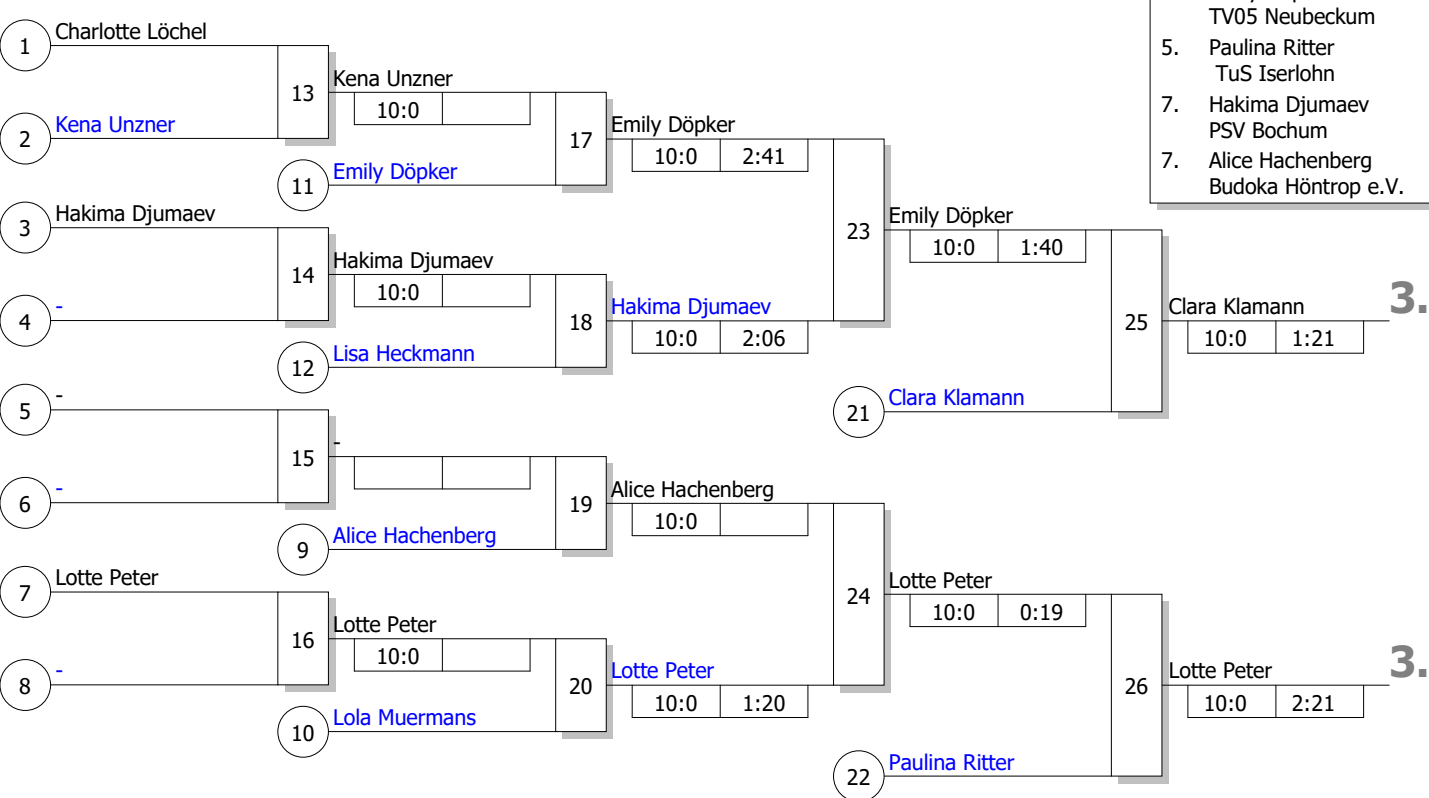 TV05 Neubeckum
5. Paulina Ritter
TuS Iserlohn
7. Hakima Djumaev
PSV Bochum
7. Alice Hachenberg
Budoka Höntrop e.V.
1 Charlotte Löchel
13 Kena Unzner
10:0
2 Kena Unzner
17 Emily Döpker
10:0 2:41
11 Emily Döpker
3 Hakima Djumaev
23 Emily Döpker
10:0 1:40
14 Hakima Djumaev
10:0
4 -
18 Hakima Djumaev
10:0 2:06
12 Lisa Heckmann
25 Clara Klamann 3.
10:0 1:21
5 -
21 Clara Klamann
15 -
6 -
19 Alice Hachenberg
10:0
9 Alice Hachenberg
7 Lotte Peter
24 Lotte Peter
10:0 0:19
16 Lotte Peter
10:0
8 -
20 Lotte Peter
10:0 1:20
10 Lola Muermans
26 Lotte Peter 3.
10:0 2:21
22 Paulina Ritter